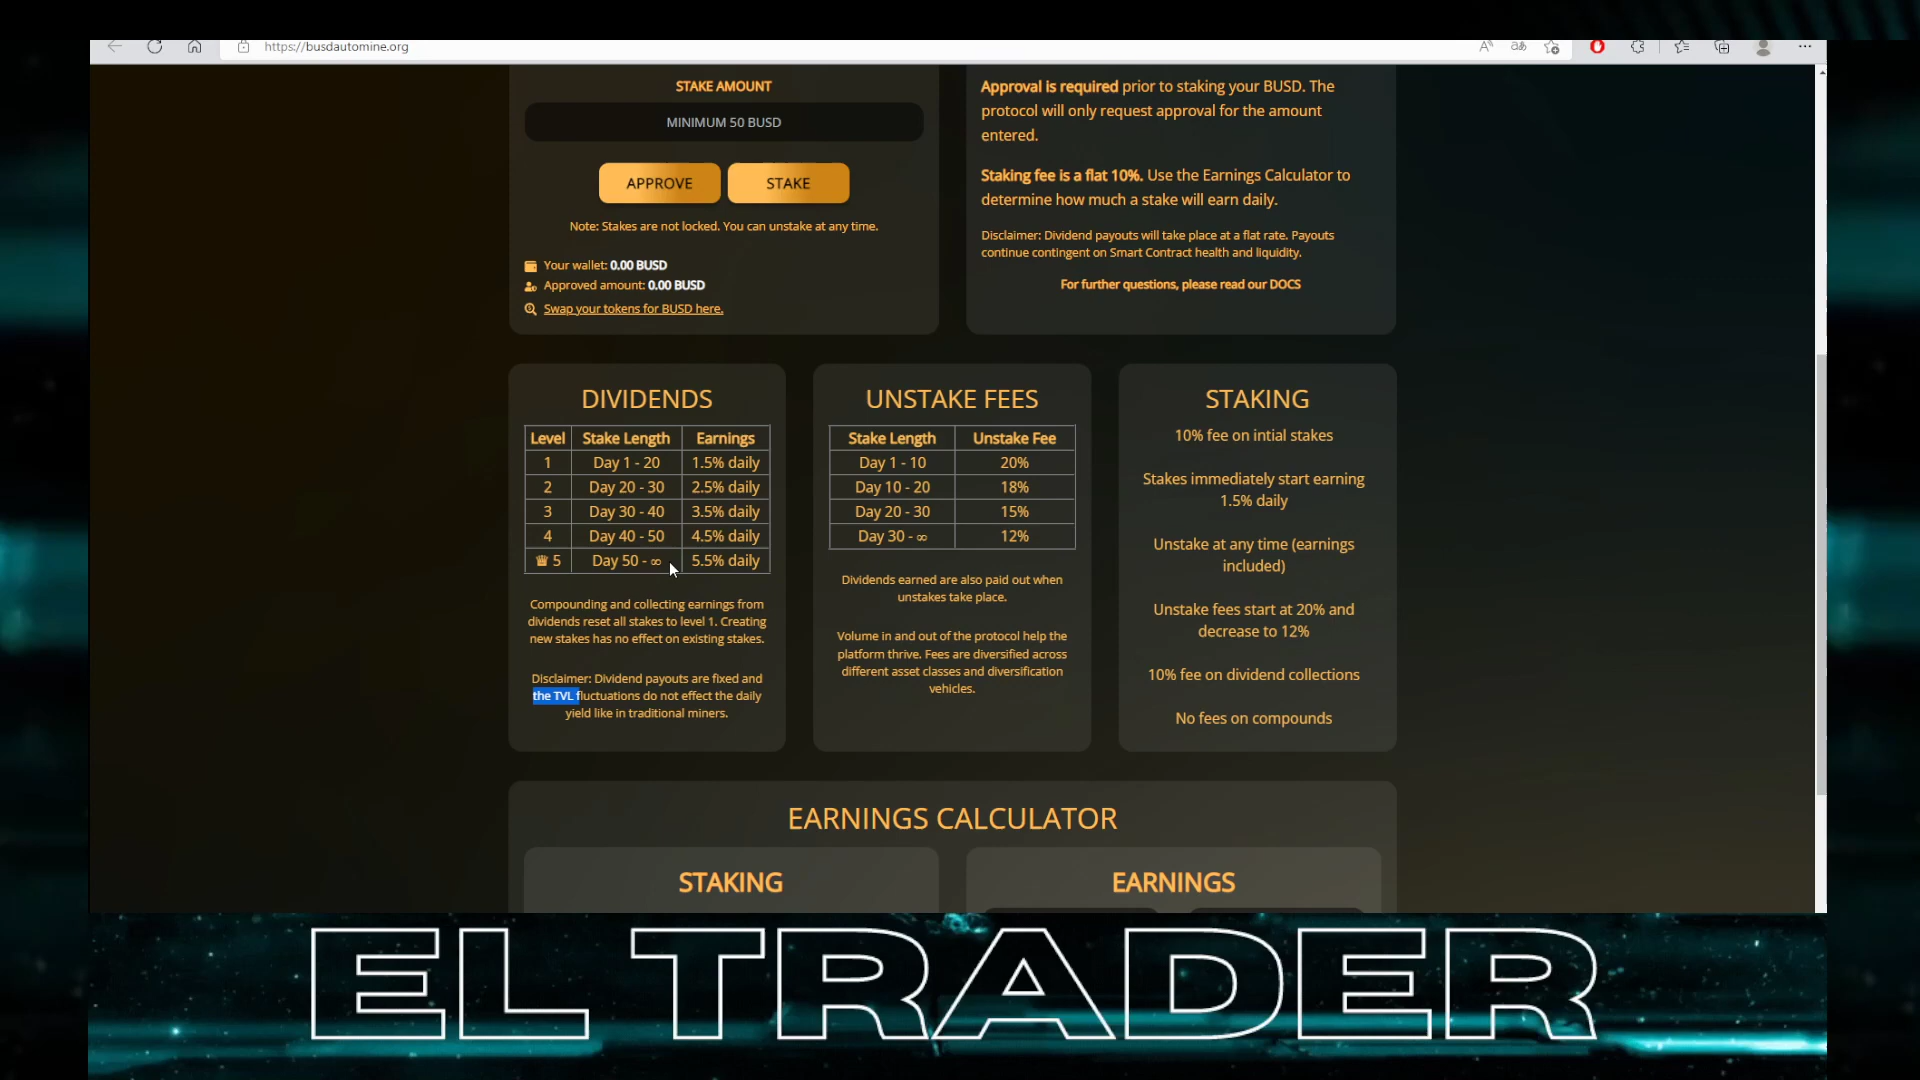 https://busdautomine.org
STAKE AMOUNT
MINIMUM 50 BUSD
APPROVE
STAKE
Note: Stakes are not locked. You can unstake at any time.
Your wallet: 0.00 BUSD
Approved amount: 0.00 BUSD
Swap your tokens for BUSD here.
Approval is required prior to staking your BUSD. The
protocol will only request approval for the amount
entered.
Staking fee is a flat 10%. Use the Earnings Calculator to
determine how much a stake will earn daily.
Disclaimer: Dividend payouts will take place at a flat rate. Payouts
continue contingent on Smart Contract health and liquidity.
For further questions, please read our DOCS
DIVIDENDS
Level Stake Length Earnings
1 Day 1 - 20 1.5% daily
2 Day 20 - 30 2.5% daily
3 Day 30 - 40 3.5% daily
4 Day 40 - 50 4.5% daily
5 Day 50 - ∞ 5.5% daily
Compounding and collecting earnings from
dividends reset all stakes to level 1. Creating
new stakes has no effect on existing stakes.
Disclaimer: Dividend payouts are fixed and
the TVL fluctuations do not effect the daily
yield like in traditional miners.
UNSTAKE FEES
Stake Length Unstake Fee
Day 1 - 10 20%
Day 10 - 20 18%
Day 20 - 30 15%
Day 30 - ∞ 12%
Dividends earned are also paid out when
unstakes take place.
Volume in and out of the protocol help the
platform thrive. Fees are diversified across
different asset classes and diversification
vehicles.
STAKING
10% fee on intial stakes
Stakes immediately start earning
1.5% daily
Unstake at any time (earnings
included)
Unstake fees start at 20% and
decrease to 12%
10% fee on dividend collections
No fees on compounds
EARNINGS CALCULATOR
STAKING
EARNINGS
EL TRADER